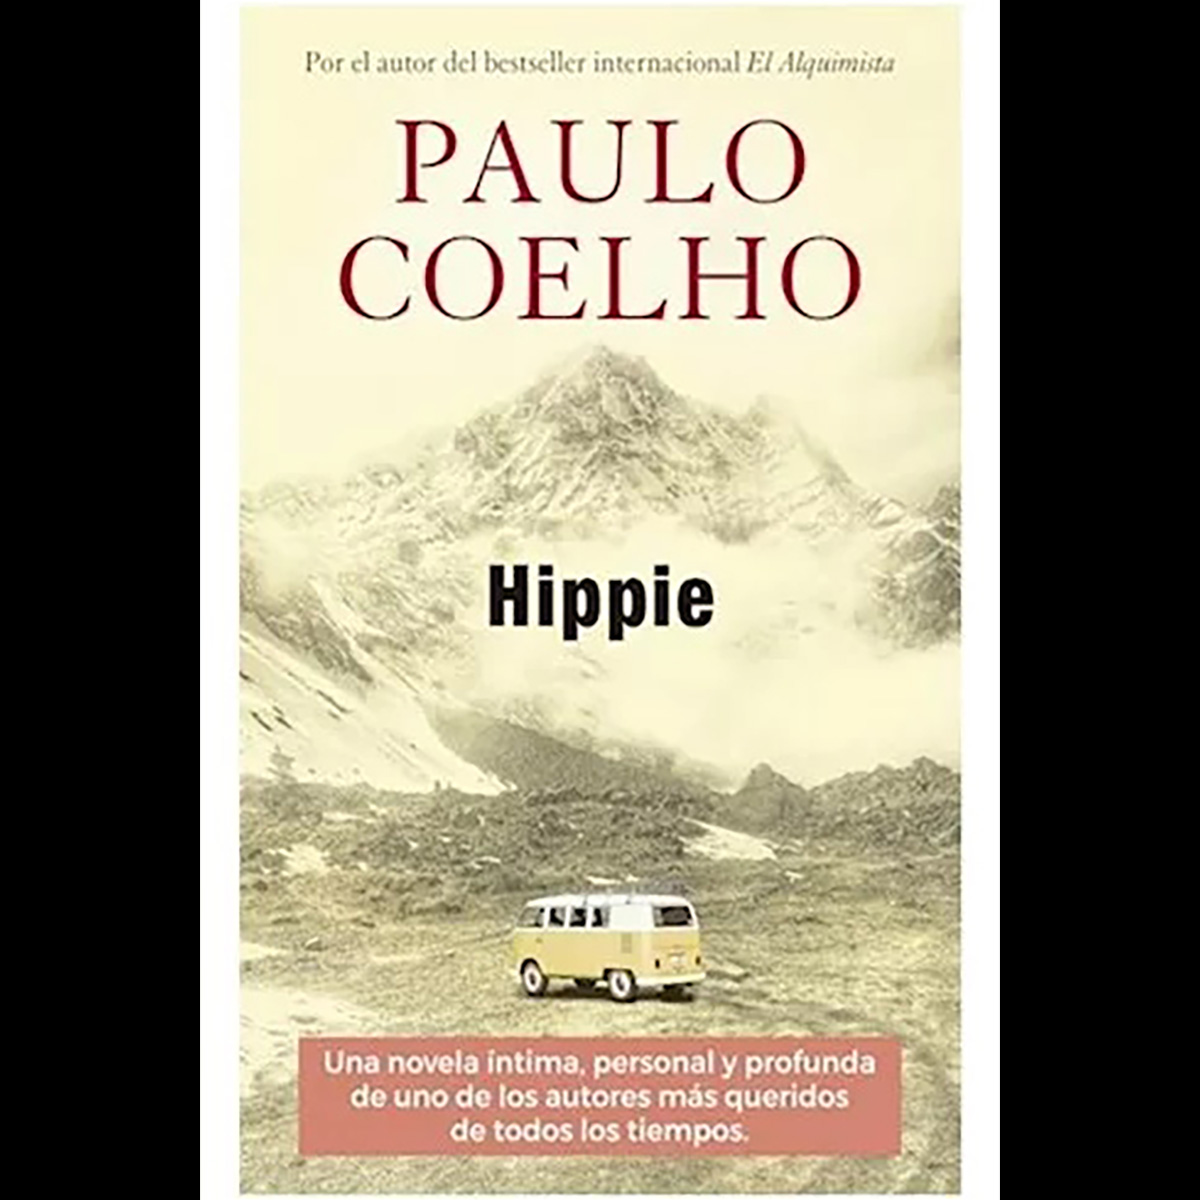 Por el autor del bestseller internacional El Alquimista
PAULO
COELHO
Hippie
Una novela íntima, personal y profunda
de uno de los autores más queridos
de todos los tiempos.